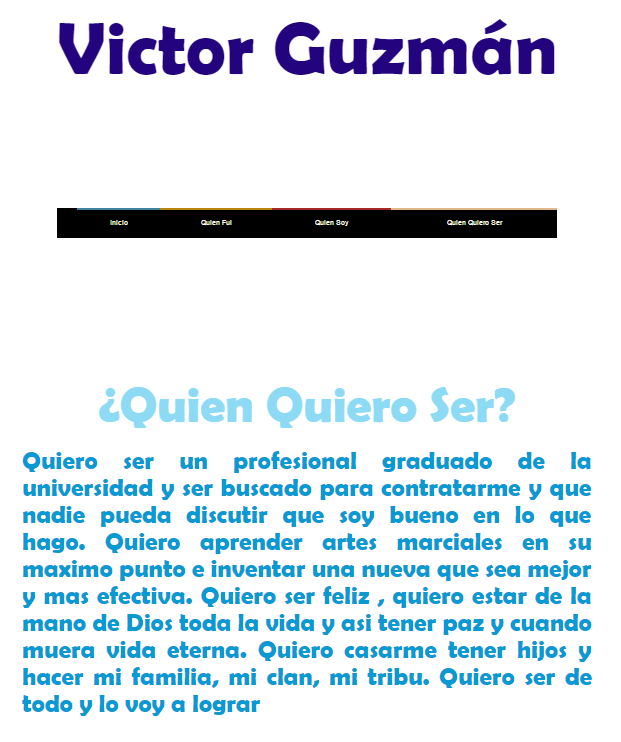 Victor Guzmán
Inicio Quien Fui Quien Soy Quien Quiero Ser
¿Quien Quiero Ser?
Quiero ser un profesional graduado de la
universidad y ser buscado para contratarme y que
nadie pueda discutir que soy bueno en lo que
hago. Quiero aprender artes marciales en su
maximo punto e inventar una nueva que sea mejor
y mas efectiva. Quiero ser feliz , quiero estar de la
mano de Dios toda la vida y asi tener paz y cuando
muera vida eterna. Quiero casarme tener hijos y
hacer mi familia, mi clan, mi tribu. Quiero ser de
todo y lo voy a lograr